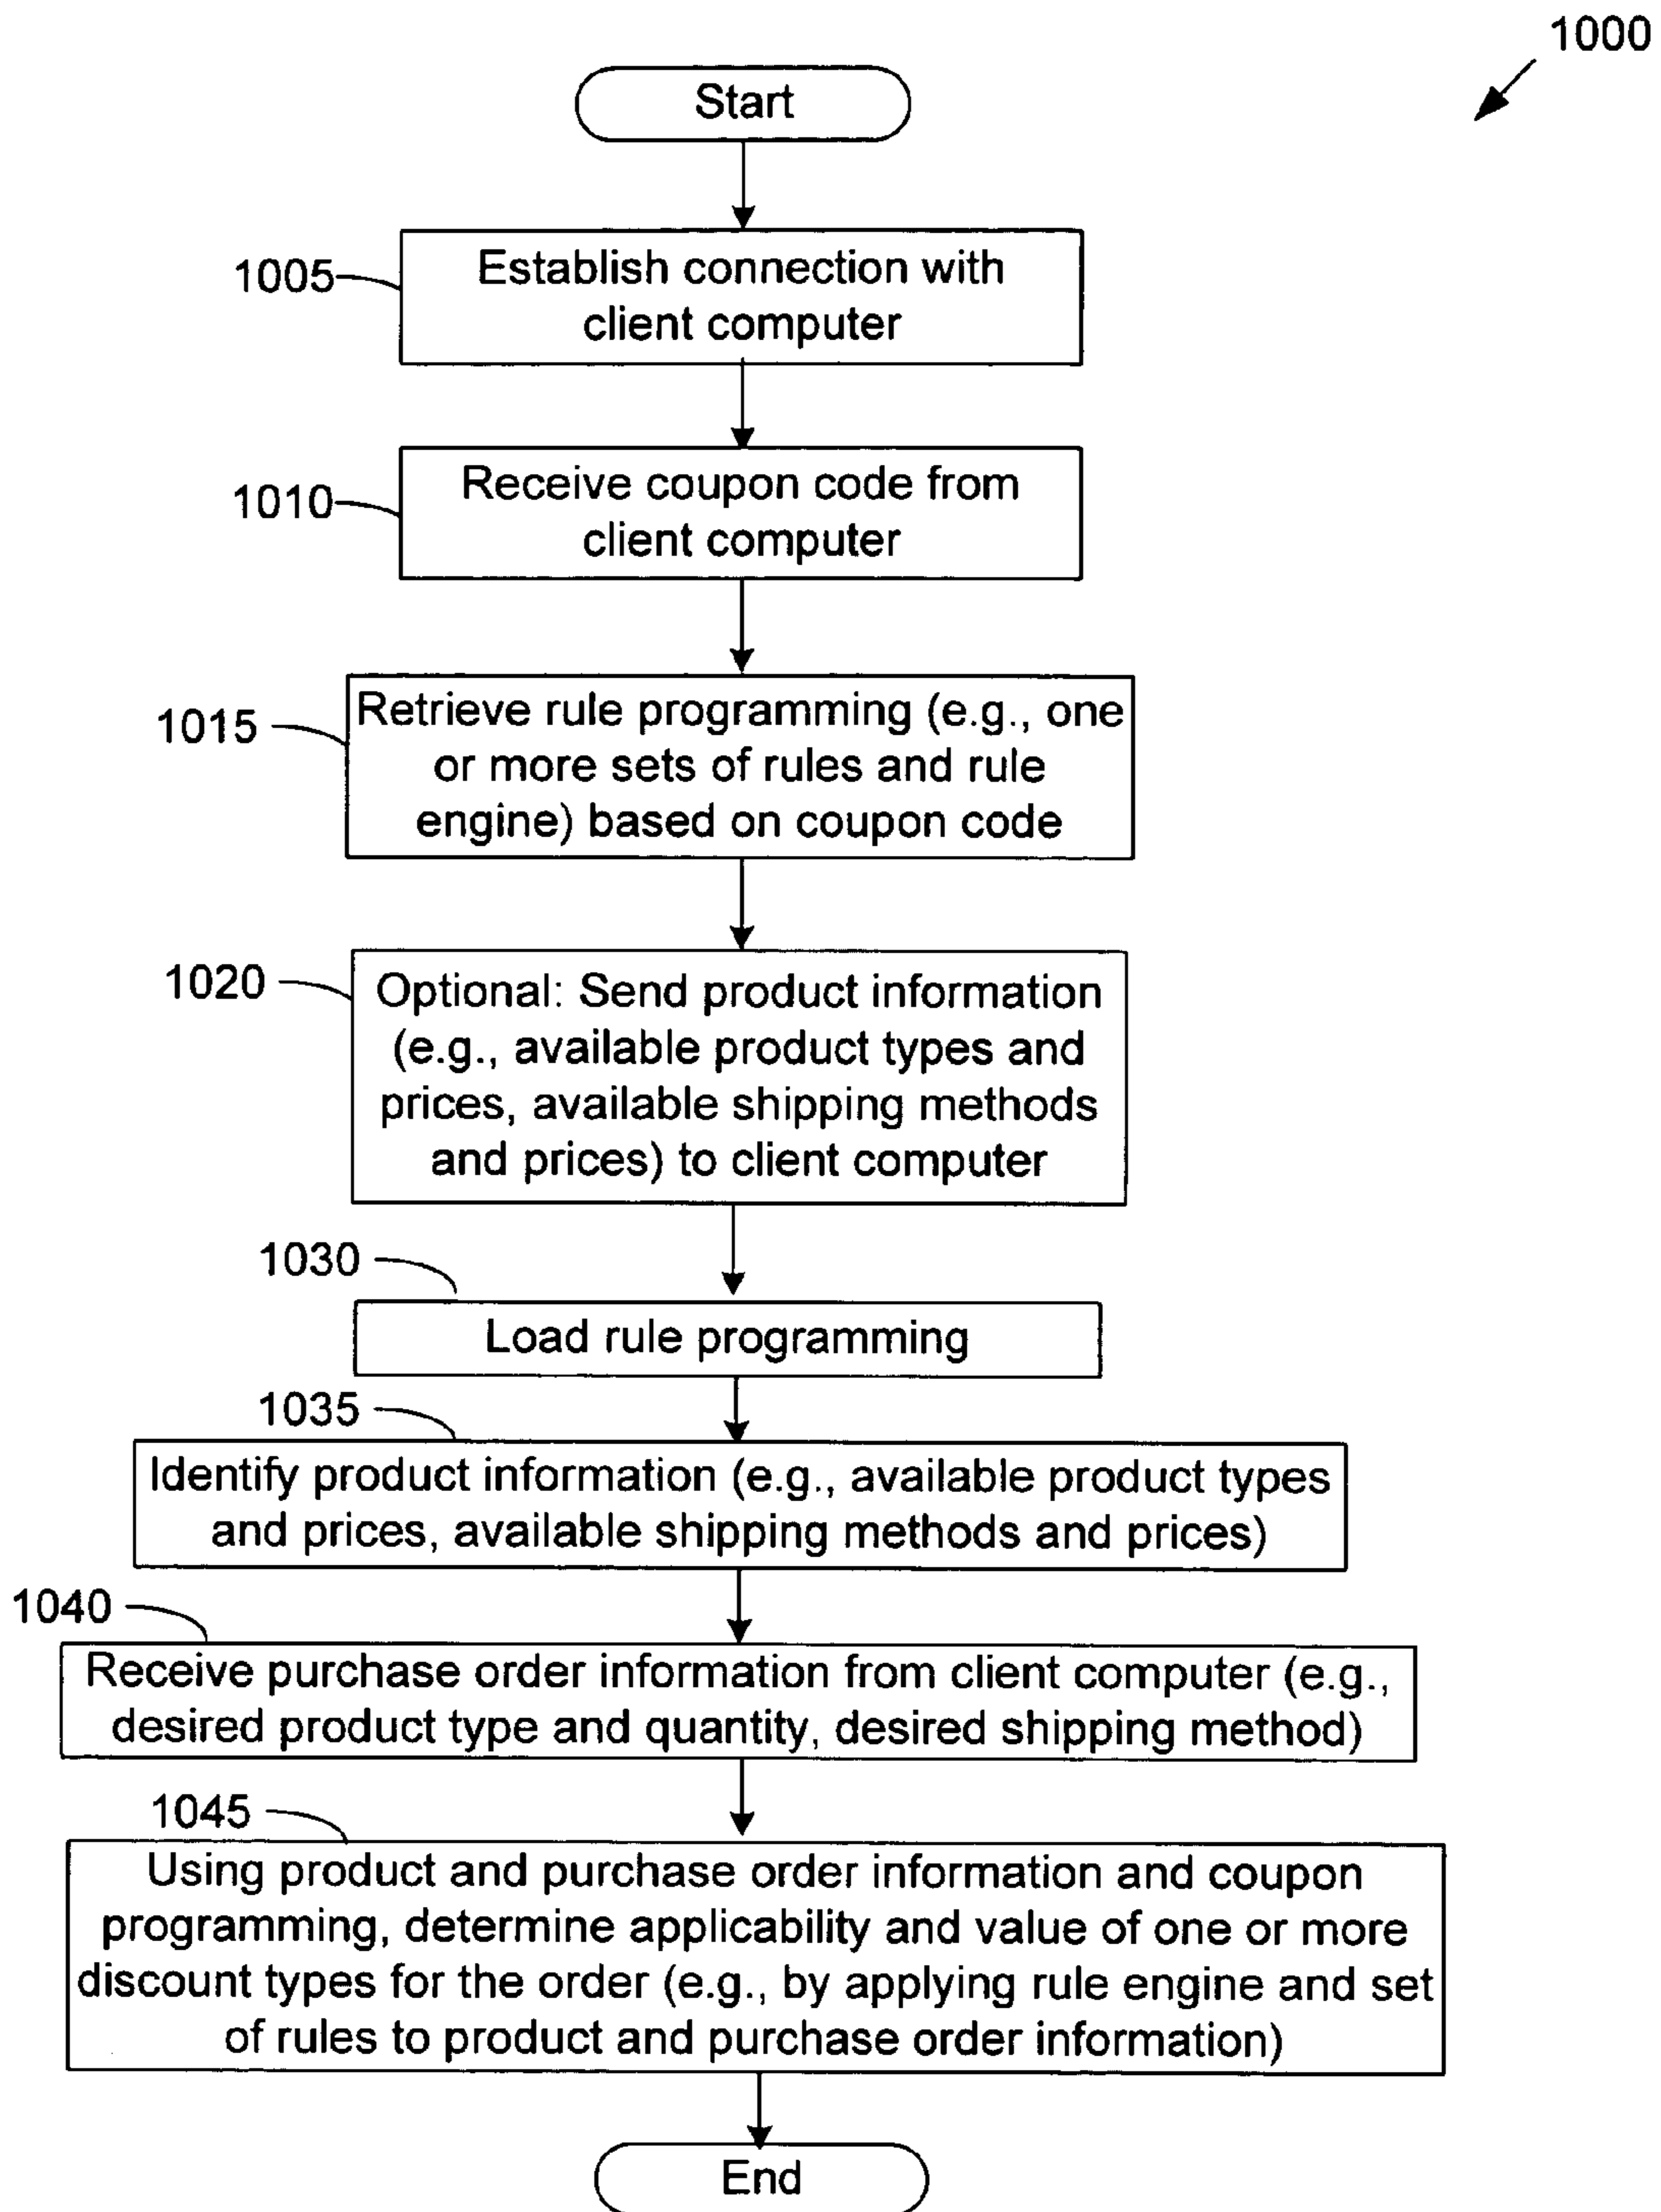 1000
Start
1005
Establish connection with
client computer
1010
Receive coupon code from
client computer
1015
Retrieve rule programming (e.g., one
or more sets of rules and rule
engine) based on coupon code
1020
Optional: Send product information
(e.g., available product types and
prices, available shipping methods
and prices) to client computer
1030
Load rule programming
1035
Identify product information (e.g., available product types
and prices, available shipping methods and prices)
1040
Receive purchase order information from client computer (e.g.,
desired product type and quantity, desired shipping method)
1045
Using product and purchase order information and coupon
programming, determine applicability and value of one or more
discount types for the order (e.g., by applying rule engine and set
of rules to product and purchase order information)
End